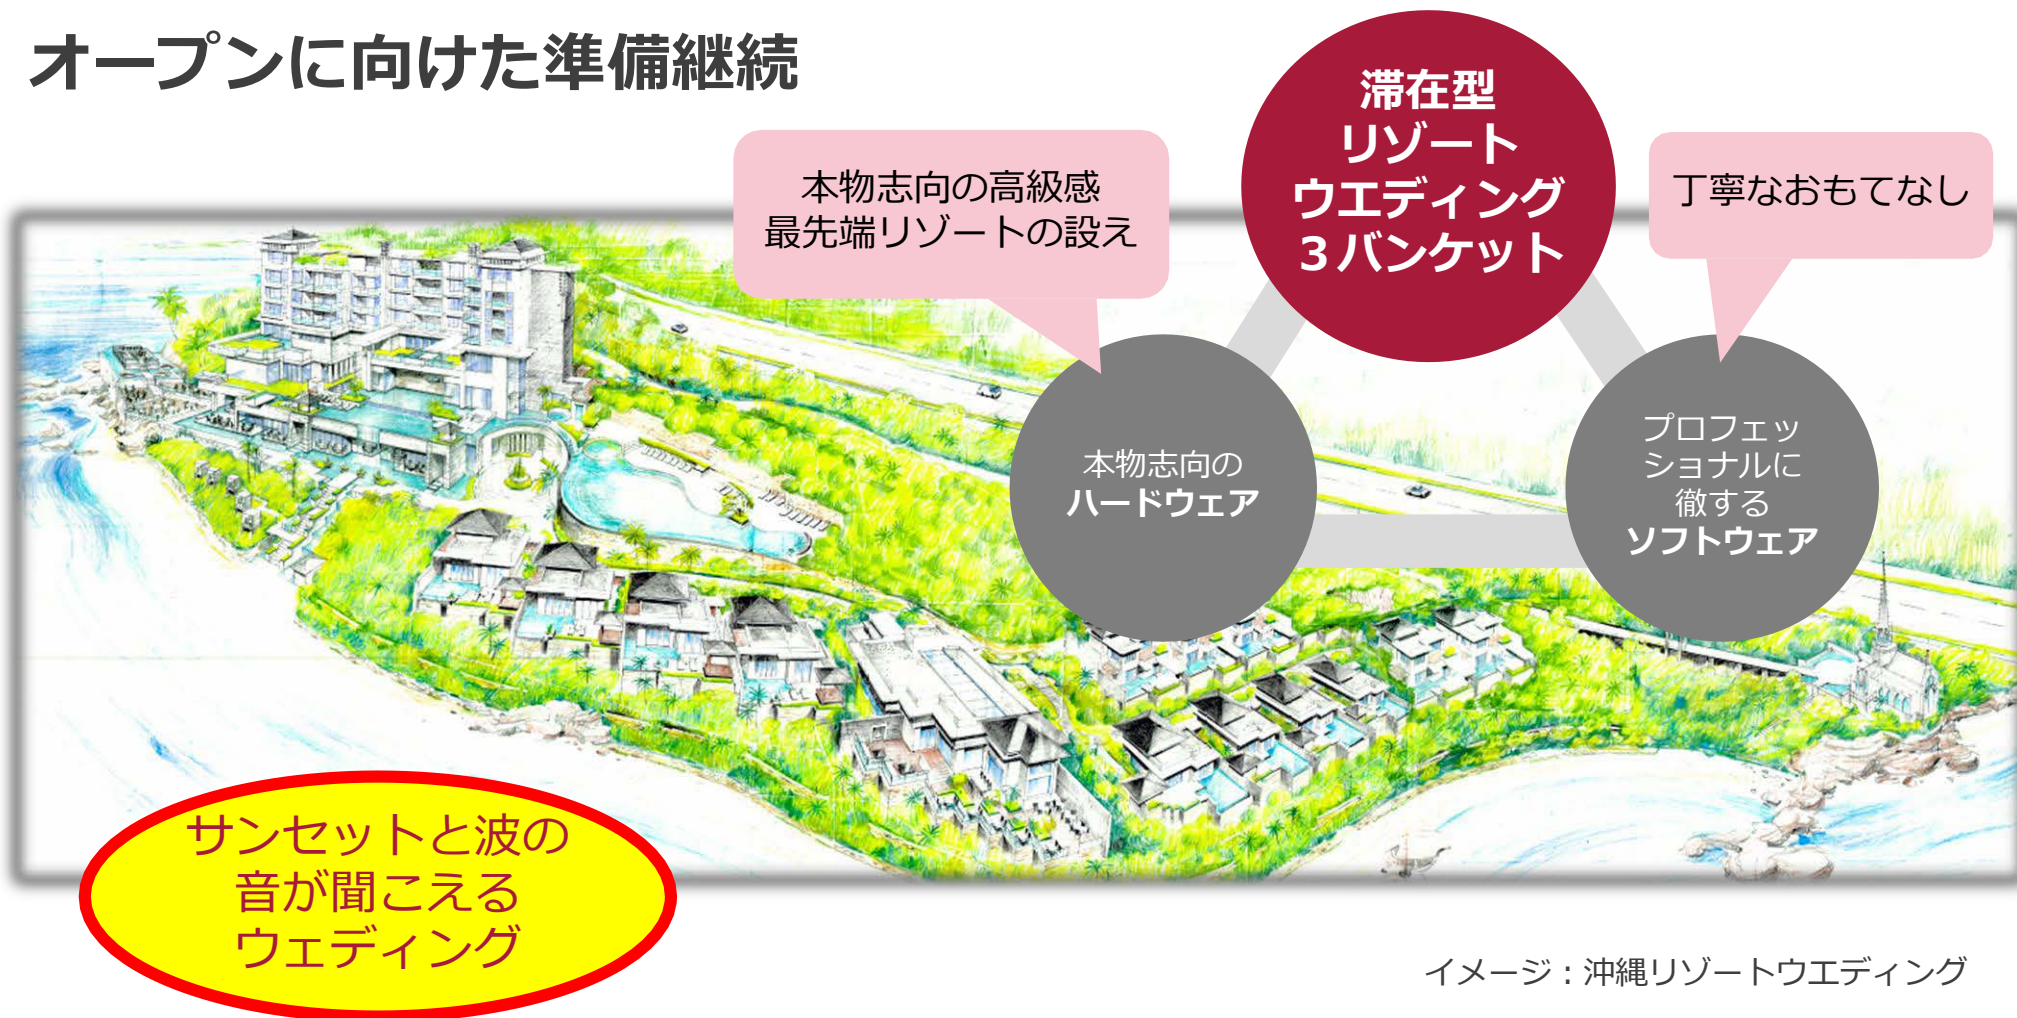 オープンに向けた準備継続
滞在型
リゾート
ウエディング
３バンケット
本物志向の高級感
最先端リゾートの設え
丁寧なおもてなし
本物志向の
ハードウェア
プロフェッ
ショナルに
徹する
ソフトウェア
サンセットと波の
音が聞こえる
ウェディング
イメージ：沖縄リゾートウエディング